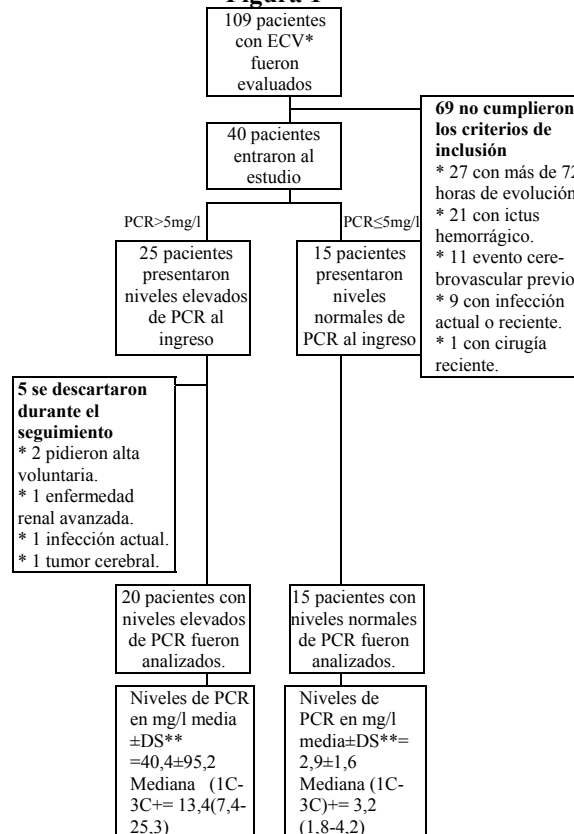 Figura 1
109 pacientes
con ECV*
fueron
evaluados
69 no cumplieron
los criterios de
inclusión
* 27 con más de 72
horas de evolución
* 21 con ictus
hemorrágico.
* 11 evento cere-
brovascular previo
* 9 con infección
actual o reciente.
* 1 con cirugía
reciente.
40 pacientes
entraron al
estudio
PCR>5mg/l
PCR≤5mg/l
25 pacientes
presentaron
niveles elevados
de PCR al
ingreso
15 pacientes
presentaron
niveles
normales de
PCR al ingreso
5 se descartaron
durante el
seguimiento
* 2 pidieron alta
voluntaria.
* 1 enfermedad
renal avanzada.
* 1 infección actual.
* 1 tumor cerebral.
20 pacientes con
niveles elevados
de PCR fueron
analizados.
15 pacientes con
niveles normales
de PCR fueron
analizados.
Niveles de PCR
en mg/l media
±DS**
=40,4±95,2
Mediana (1C-
3C+= 13,4(7,4-
25,3)
Niveles de
PCR en mg/l
media±DS**=
2,9±1,6
Mediana (1C-
3C)+= 3,2
(1,8-4,2)